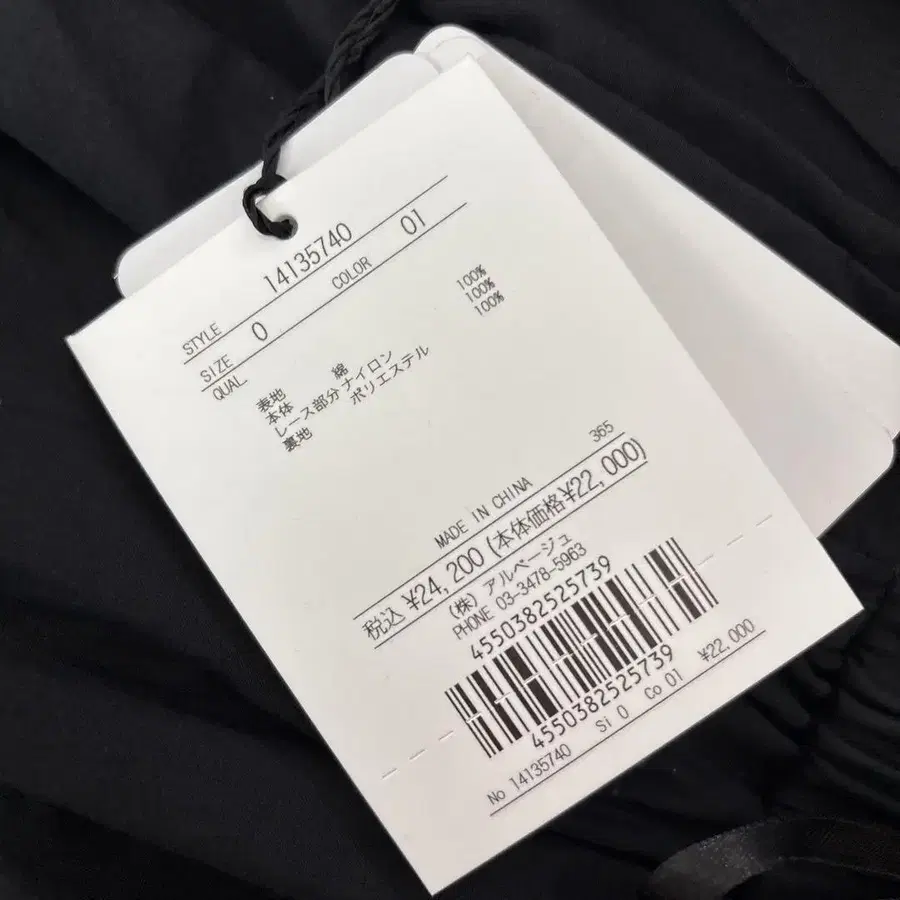 STYLE 14135740
SIZE 0 COLOR 01
QUAL
表地 綿 100%
本体 100%
レース部分 ナイロン 100%
裏地 ポリエステル
365
MADE IN CHINA
税込 ¥24,200 (本体価格¥22,000)
(株) アルページュ
PHONE 03-3478-5963
4550382525739
4550382525739
No 14135740 Si 0 Co 01 ¥22,000